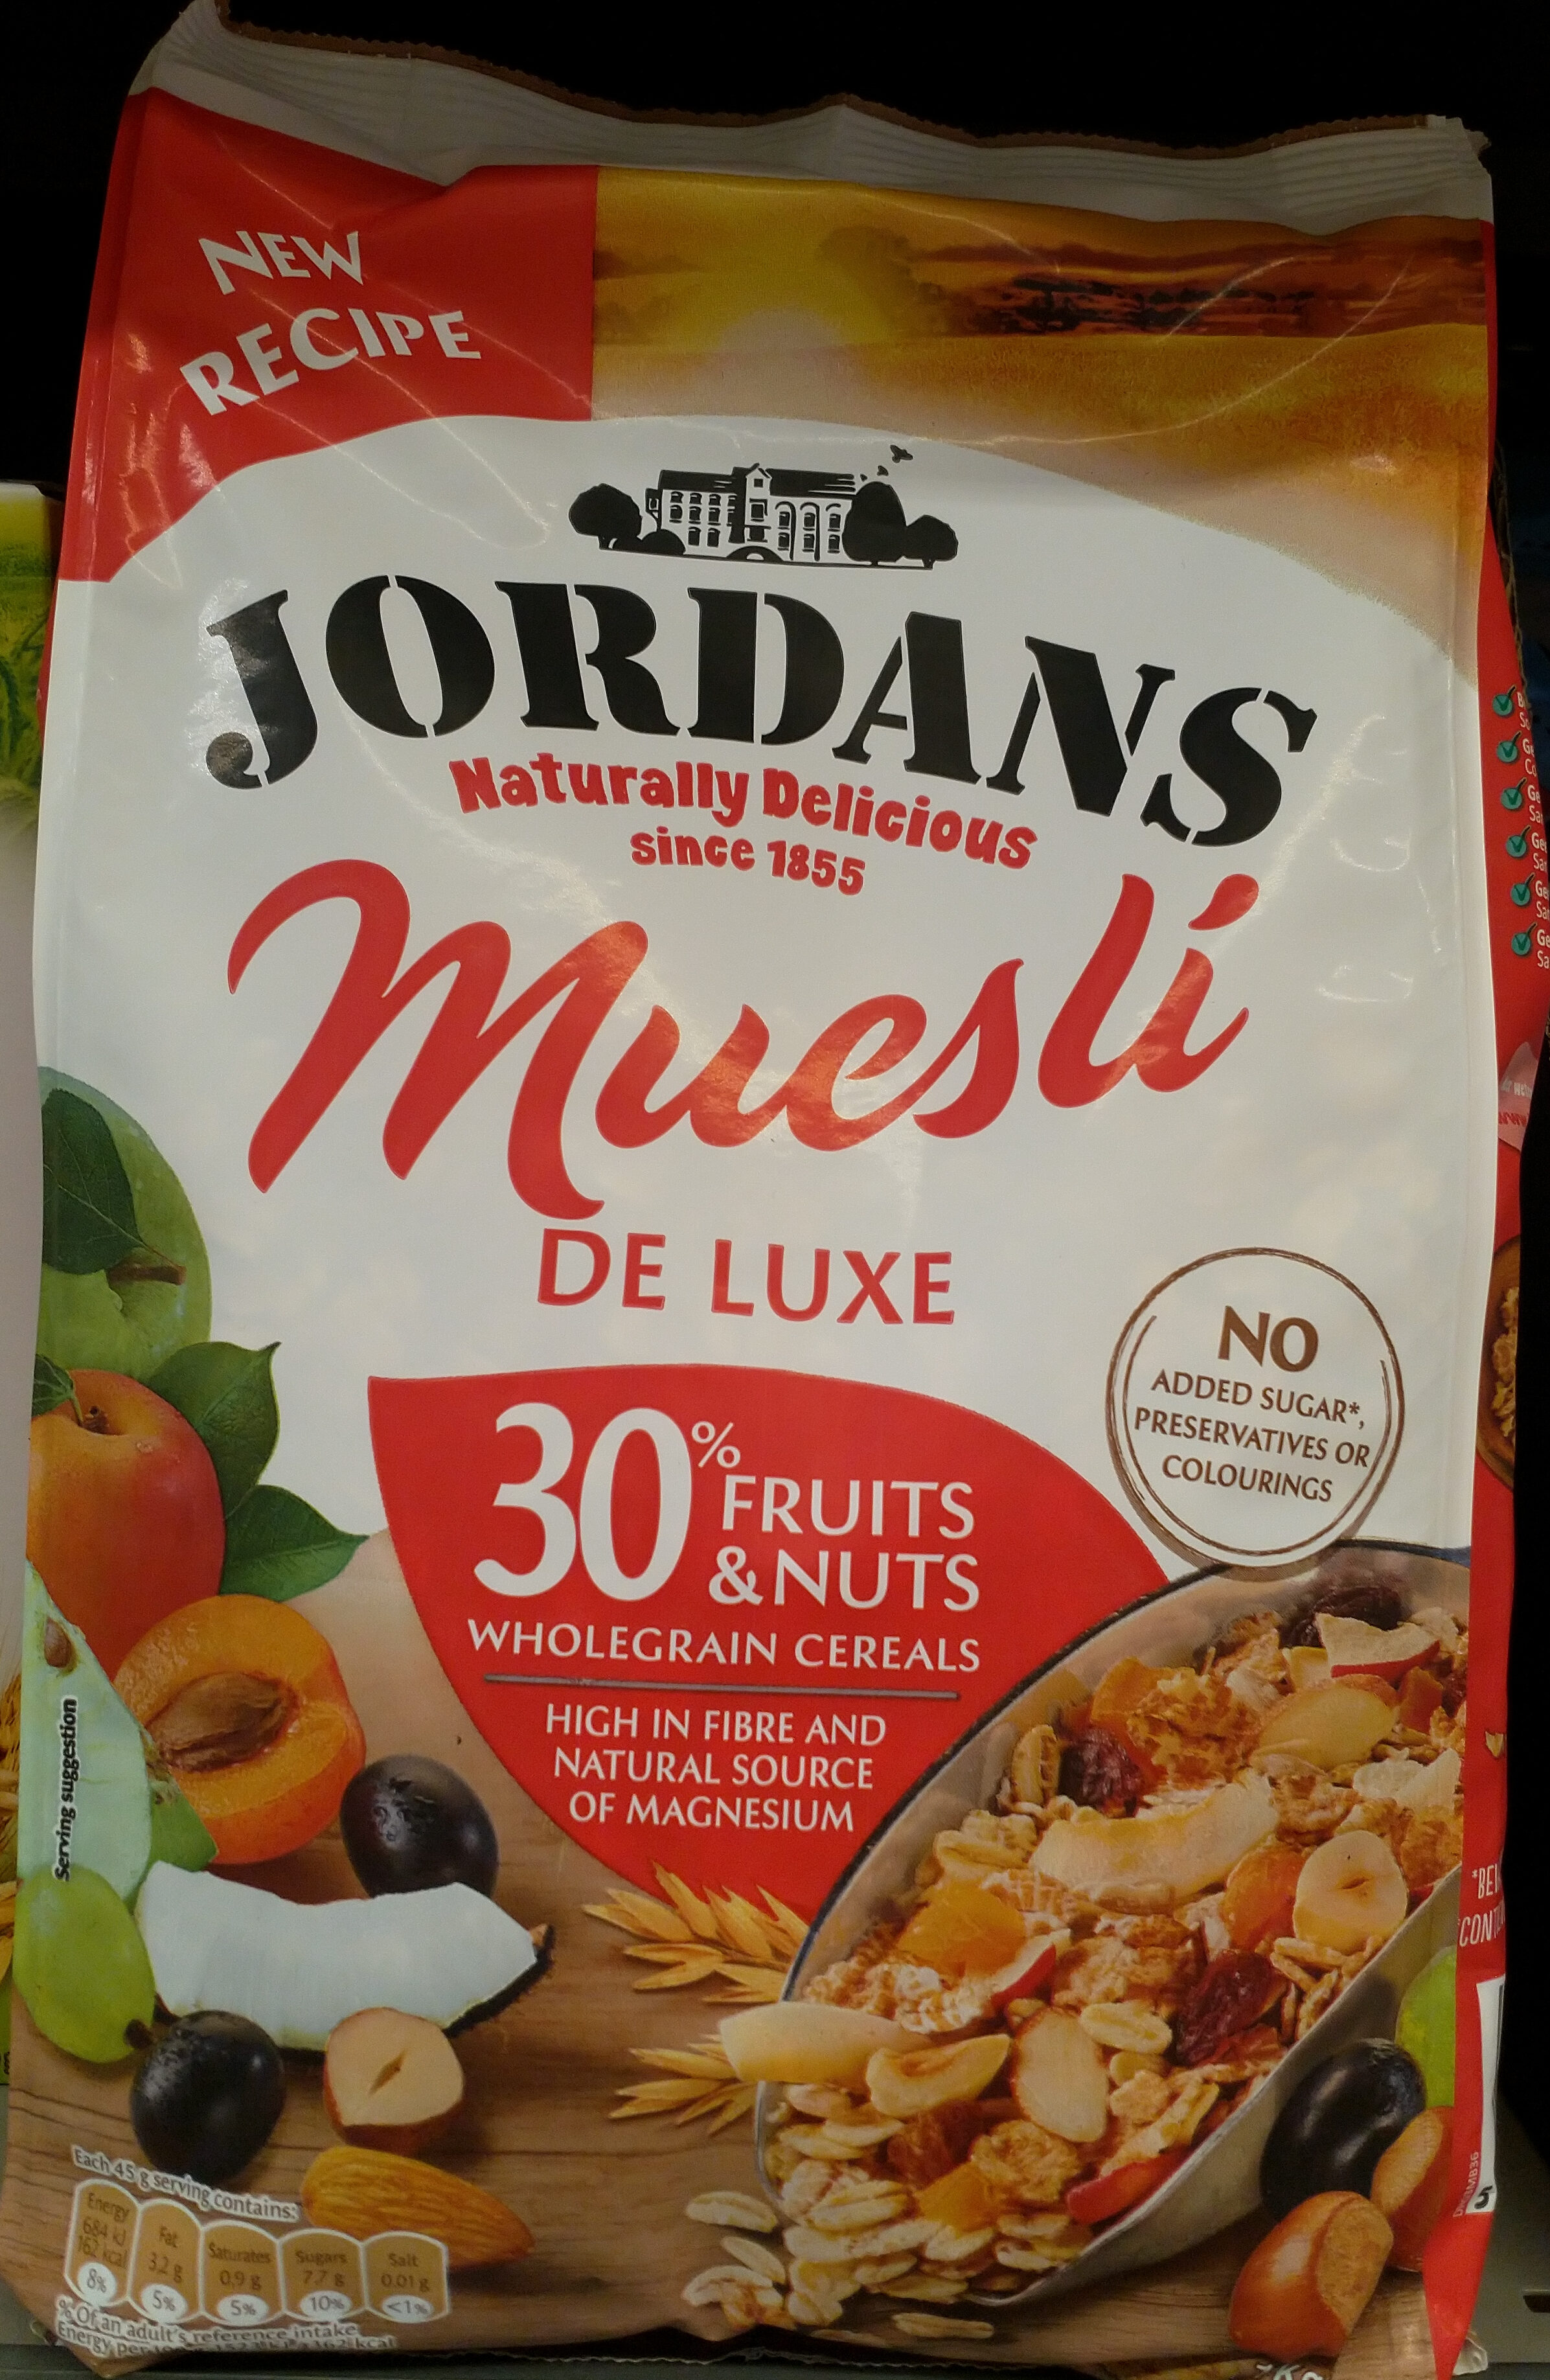 NEW
RECIPE
JORDANS
Naturally Delicious
since 1855
Muesli
DE LUXE
NO
ADDED SUGAR*,
PRESERVATIVES OR
COLOURINGS
30%
FRUITS
& NUTS
WHOLEGRAIN CEREALS
HIGH IN FIBRE AND
NATURAL SOURCE
OF MAGNESIUM
Serving suggestion
Each 45 g serving contains:
Energy
684 kJ
162 kcal
8%
Fat
3,2 g
5%
Saturates
0,9 g
5%
Sugars
7,7 g
10%
Salt
0,01 g
<1%
% Of an adult's reference intake
5